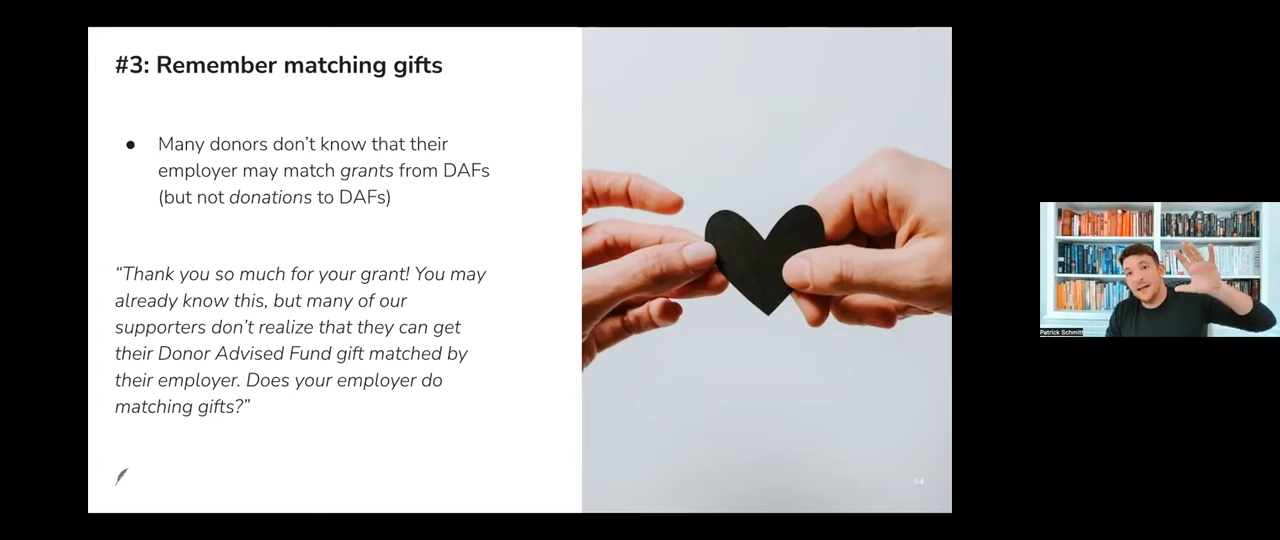 #3: Remember matching gifts
● Many donors don’t know that their
employer may match grants from DAFs
(but not donations to DAFs)
“Thank you so much for your grant! You may
already know this, but many of our
supporters don’t realize that they can get
their Donor Advised Fund gift matched by
their employer. Does your employer do
matching gifts?”
64
Patrick Schmitt